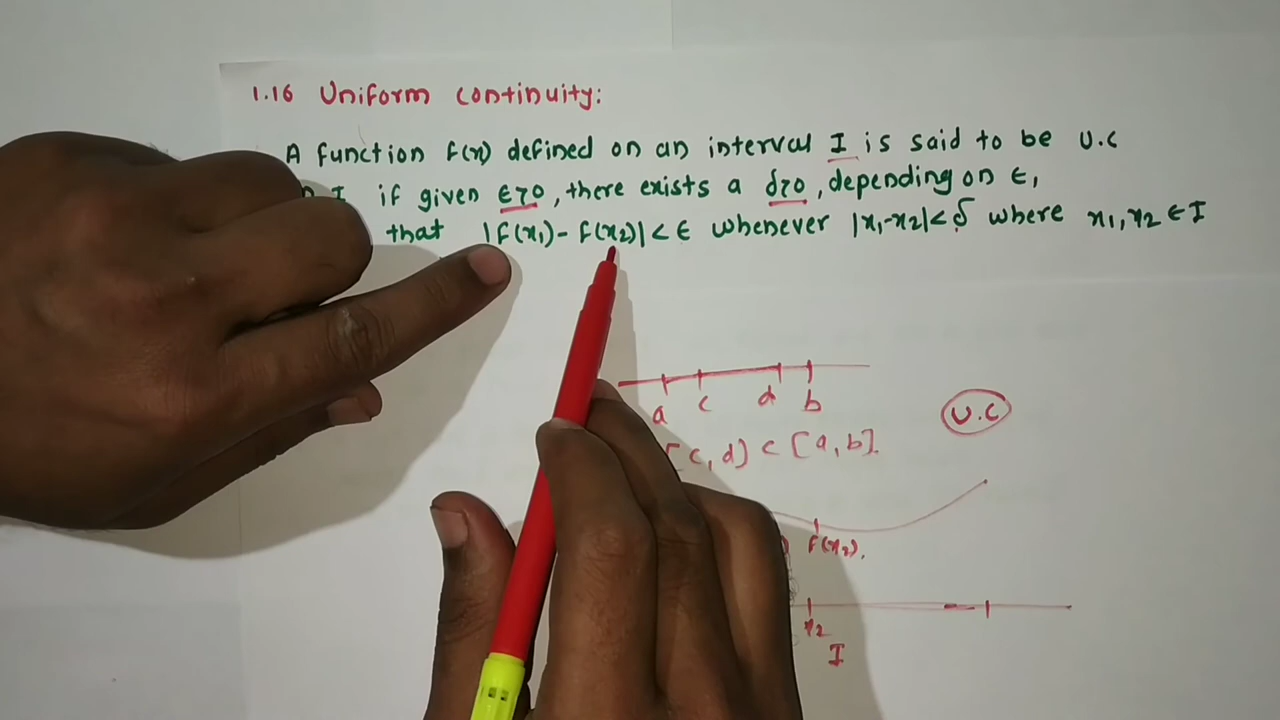 1.16 Uniform continuity:
A function f(x) defined on an interval I is said to be U.C
I if given ϵ>0, there exists a δ>0, depending on ϵ,
that |f(x₁)-f(x₂)|<ϵ whenever |x₁-x₂|<δ where x₁,x₂∈I
a c d b
U.C
[c,d] ⊂ [a,b].
f(x₂).
x₂
I